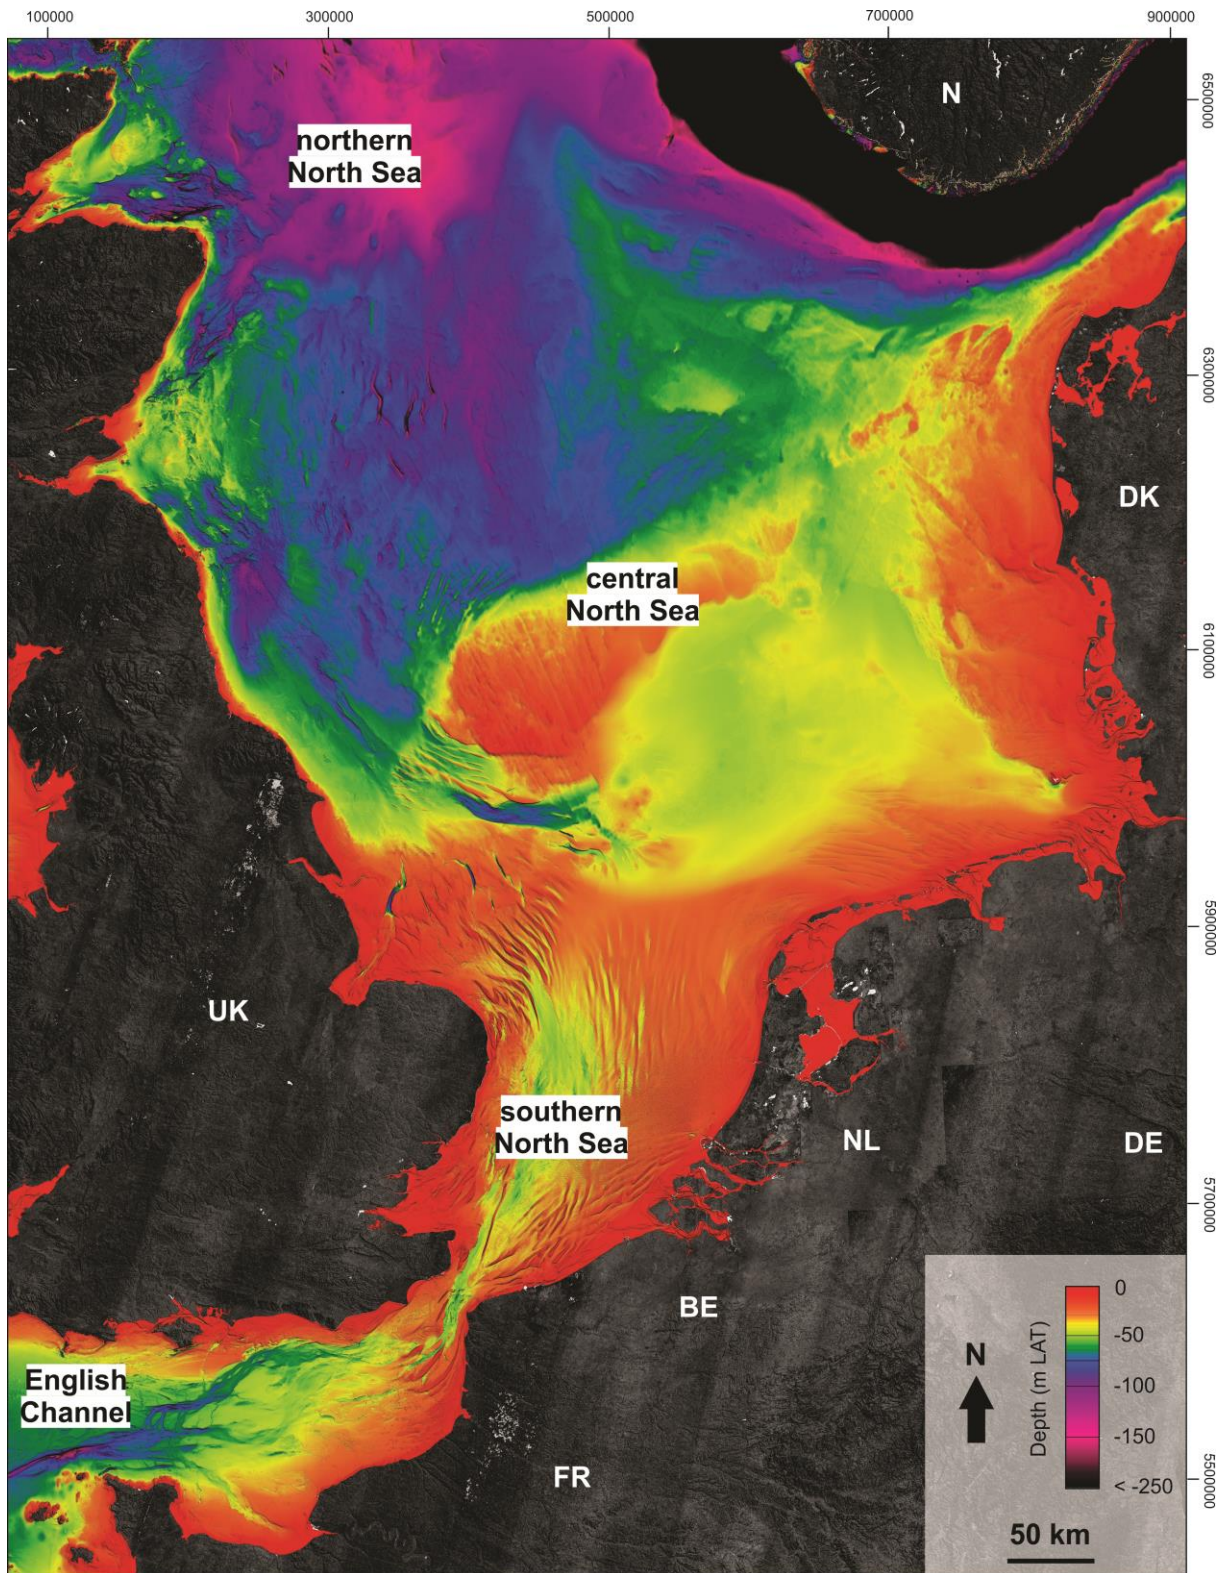 100000
300000
500000
700000
900000
N
northern
North Sea
6500000
6300000
DK
central
North Sea
6100000
5900000
UK
southern
North Sea
NL
DE
5700000
BE
English
Channel
FR
N
Depth (m LAT)
0
-50
-100
-150
< -250
5500000
50 km